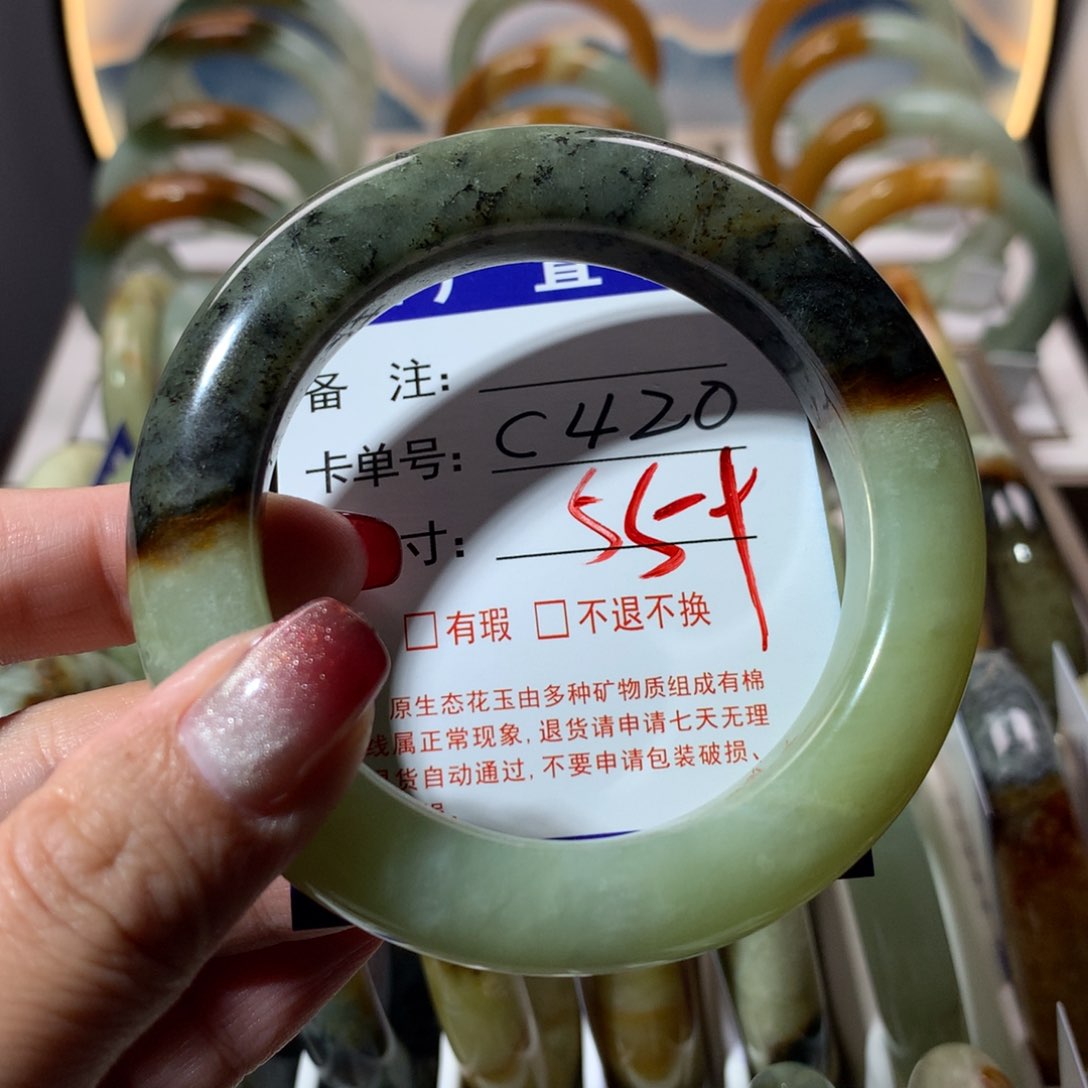 厂直
备 注:
卡单号: C420
寸: 55-
□有瑕 □不退不换
原生态花玉由多种矿物质组成有棉
线属正常现象,退货请申请七天无理
货自动通过,不要申请包装破损、